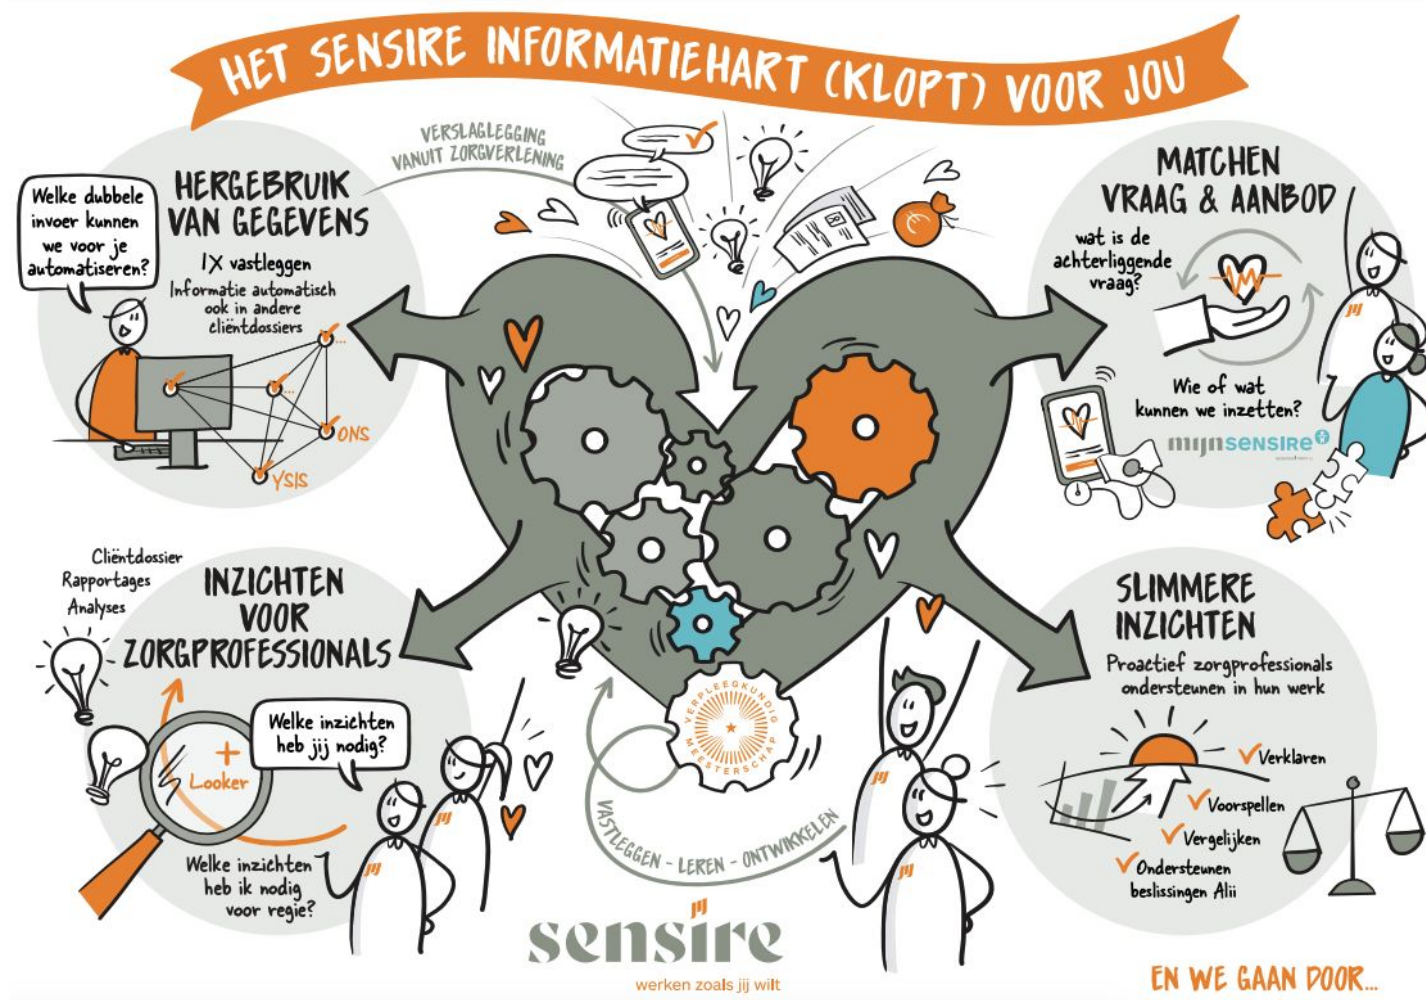 HET SENSIRE INFORMATIEHART (KLOPT) VOOR JOU
VERSLAGLEGGING
VANUIT ZORGVERLENING
Welke dubbele
invoer kunnen
we voor je
automatiseren?
HERGEBRUIK
VAN GEGEVENS
1X vastleggen
Informatie automatisch
ook in andere
cliëntdossiers
...
...
ONS
YSIS
MATCHEN
VRAAG & AANBOD
wat is de
achterliggende
vraag?
Wie of wat
kunnen we inzetten?
mijnsensire
Cliëntdossier
Rapportages
Analyses
INZICHTEN
VOOR
ZORGPROFESSIONALS
Welke inzichten
heb jij nodig?
+
Looker
Welke inzichten
heb ik nodig
voor regie?
VERPLEEGKUNDIG
MEESTERSCHAP
VASTLEGGEN - LEREN - ONTWIKKELEN
SLIMMERE
INZICHTEN
Proactief zorgprofessionals
ondersteunen in hun werk
Verklaren
Voorspellen
Vergelijken
Ondersteunen
beslissingen Alii
sensire
werken zoals jij wilt
EN WE GAAN DOOR...